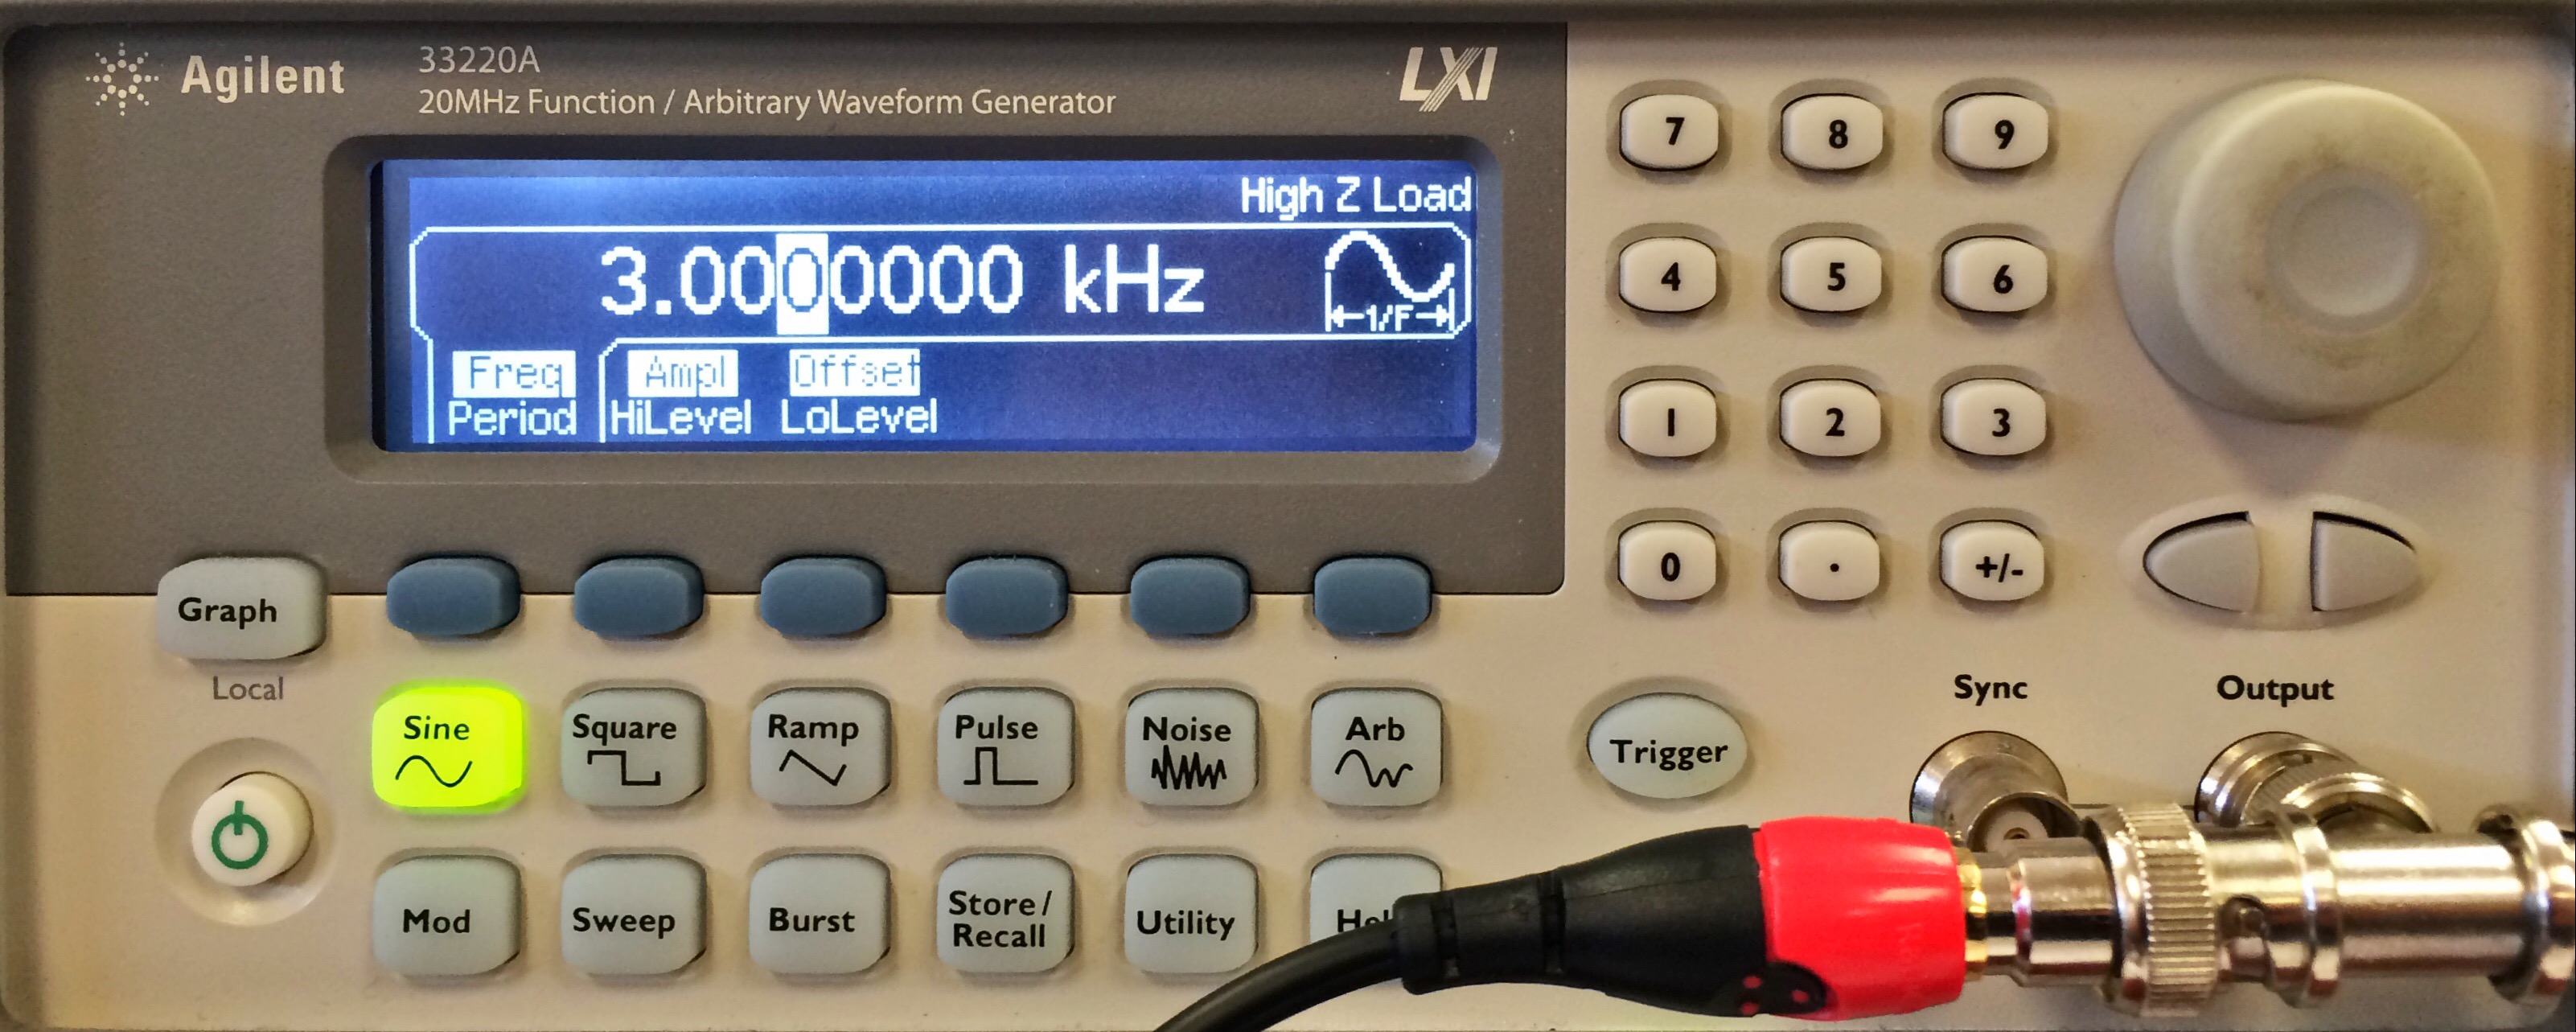 Agilent
33220A
20MHz Function / Arbitrary Waveform Generator
LXI
High Z Load
3.0000000 kHz
1/F
Freq Ampl Offset
Period HiLevel LoLevel
7 8 9
4 5 6
1 2 3
0 . +/-
Graph
Local
Sine Square Ramp Pulse Noise Arb
Mod Sweep Burst Store/ Recall Utility
Trigger
Sync
Output